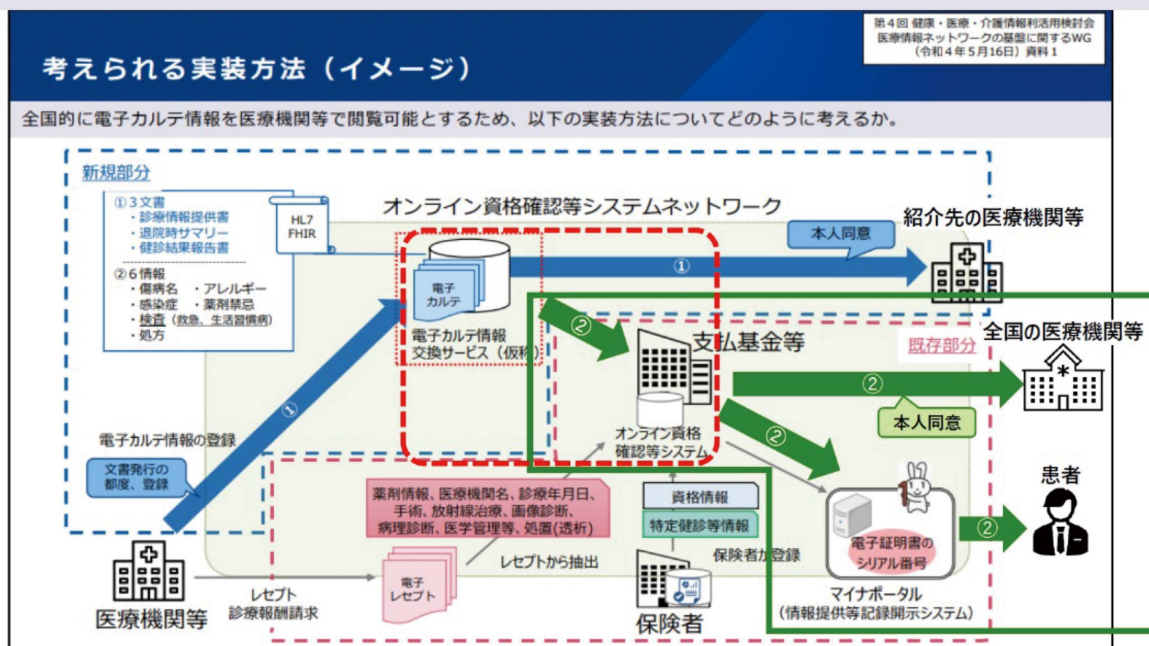 第４回 健康・医療・介護情報利活用検討会
医療情報ネットワークの基盤に関するWG
（令和４年５月16日）資料１
考えられる実装方法（イメージ）
全国的に電子カルテ情報を医療機関等で閲覧可能とするため、以下の実装方法についてどのように考えるか。
新規部分
①３文書
・診療情報提供書
・退院時サマリー
・健診結果報告書
②６情報
・傷病名 ・アレルギー
・感染症 ・薬剤禁忌
・検査（救急、生活習慣病）
・処方
HL7
FHIR
オンライン資格確認等システムネットワーク
本人同意
①
紹介先の医療機関等
電子
カルテ
電子カルテ情報
交換サービス（仮称）
②
支払基金等
既存部分
全国の医療機関等
②
本人同意
①
電子カルテ情報の登録
文書発行の
都度、登録
オンライン資格
確認等システム
②
患者
薬剤情報、医療機関名、診療年月日、
手術、放射線治療、画像診断、
病理診断、医学管理等、処置(透析)
資格情報
特定健診等情報
電子証明書の
シリアル番号
②
レセプトから抽出
保険者が登録
電子
レセプト
医療機関等
レセプト
診療報酬請求
保険者
マイナポータル
（情報提供等記録開示システム）